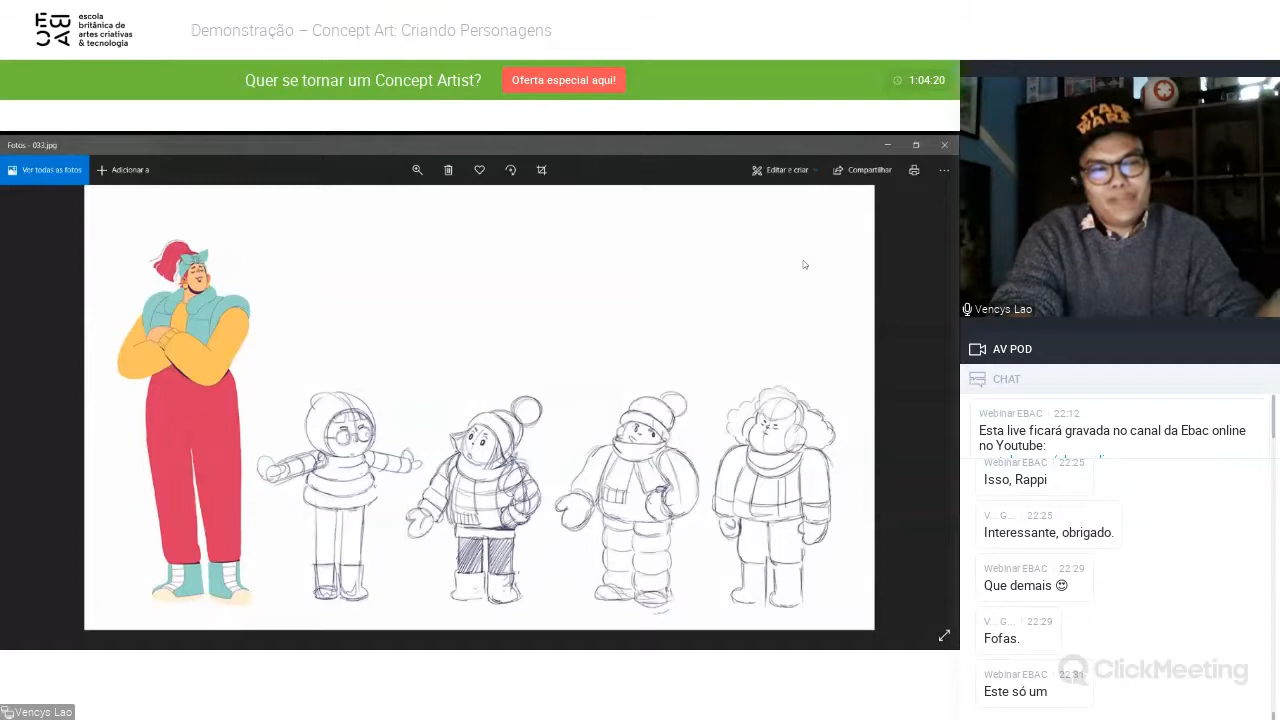 EBAC
escola
britânica de
artes criativas
& tecnologia
Demonstração – Concept Art: Criando Personagens
Quer se tornar um Concept Artist?
Oferta especial aqui!
1:04:20
Fotos - 033.jpg
Ver todas as fotos
Adicionar a
Editar e criar
Compartilhar
STAR
WARS
Vencys Lao
AV POD
CHAT
Webinar EBAC 22:12
Esta live ficará gravada no canal da Ebac online
no Youtube:
Webinar EBAC 22:25
Isso, Rappi
V... G... 22:25
Interessante, obrigado.
Webinar EBAC 22:29
Que demais 😍
V... G... 22:29
Fofas.
Webinar EBAC 22:31
Este só um
ClickMeeting
Vencys Lao